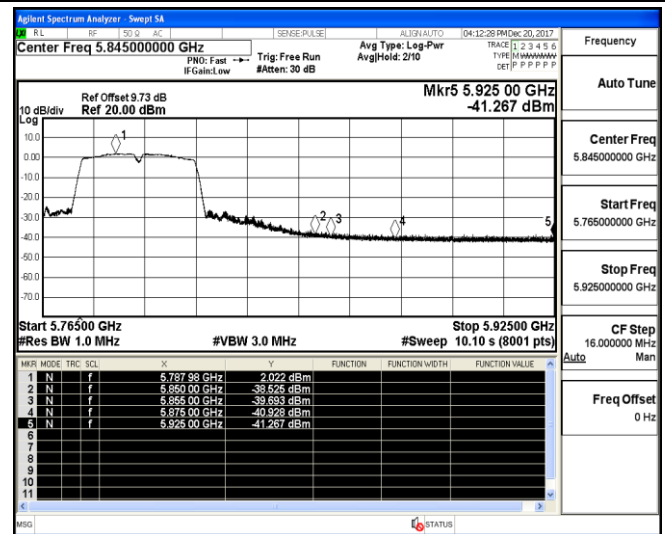 Agilent Spectrum Analyzer - Swept SA
LXI RL RF 50 Ω AC SENSE:PULSE ALIGN AUTO 04:12:28 PM Dec 20, 2017
Center Freq 5.845000000 GHz
PNO: Fast Trig: Free Run
IFGain:Low #Atten: 30 dB
Avg Type: Log-Pwr
Avg|Hold: 2/10
TRACE 1 2 3 4 5 6
TYPE M WWWWW
DET P P P P P P
Ref Offset 9.73 dB
10 dB/div Ref 20.00 dBm
Mkr5 5.925 00 GHz
-41.267 dBm
Log
10.0
0.00
-10.0
-20.0
-30.0
-40.0
-50.0
-60.0
-70.0
1
2
3
4
5
Start 5.76500 GHz Stop 5.92500 GHz
#Res BW 1.0 MHz #VBW 3.0 MHz #Sweep 10.10 s (8001 pts)
MKR MODE TRC SCL X Y FUNCTION FUNCTION WIDTH FUNCTION VALUE
1 N f 5.787 98 GHz 2.022 dBm
2 N f 5.850 00 GHz -38.525 dBm
3 N f 5.855 00 GHz -39.693 dBm
4 N f 5.875 00 GHz -40.928 dBm
5 N f 5.925 00 GHz -41.267 dBm
6
7
8
9
10
11
MSG STATUS
Frequency
Auto Tune
Center Freq
5.845000000 GHz
Start Freq
5.765000000 GHz
Stop Freq
5.925000000 GHz
CF Step
16.000000 MHz
Auto Man
Freq Offset
0 Hz